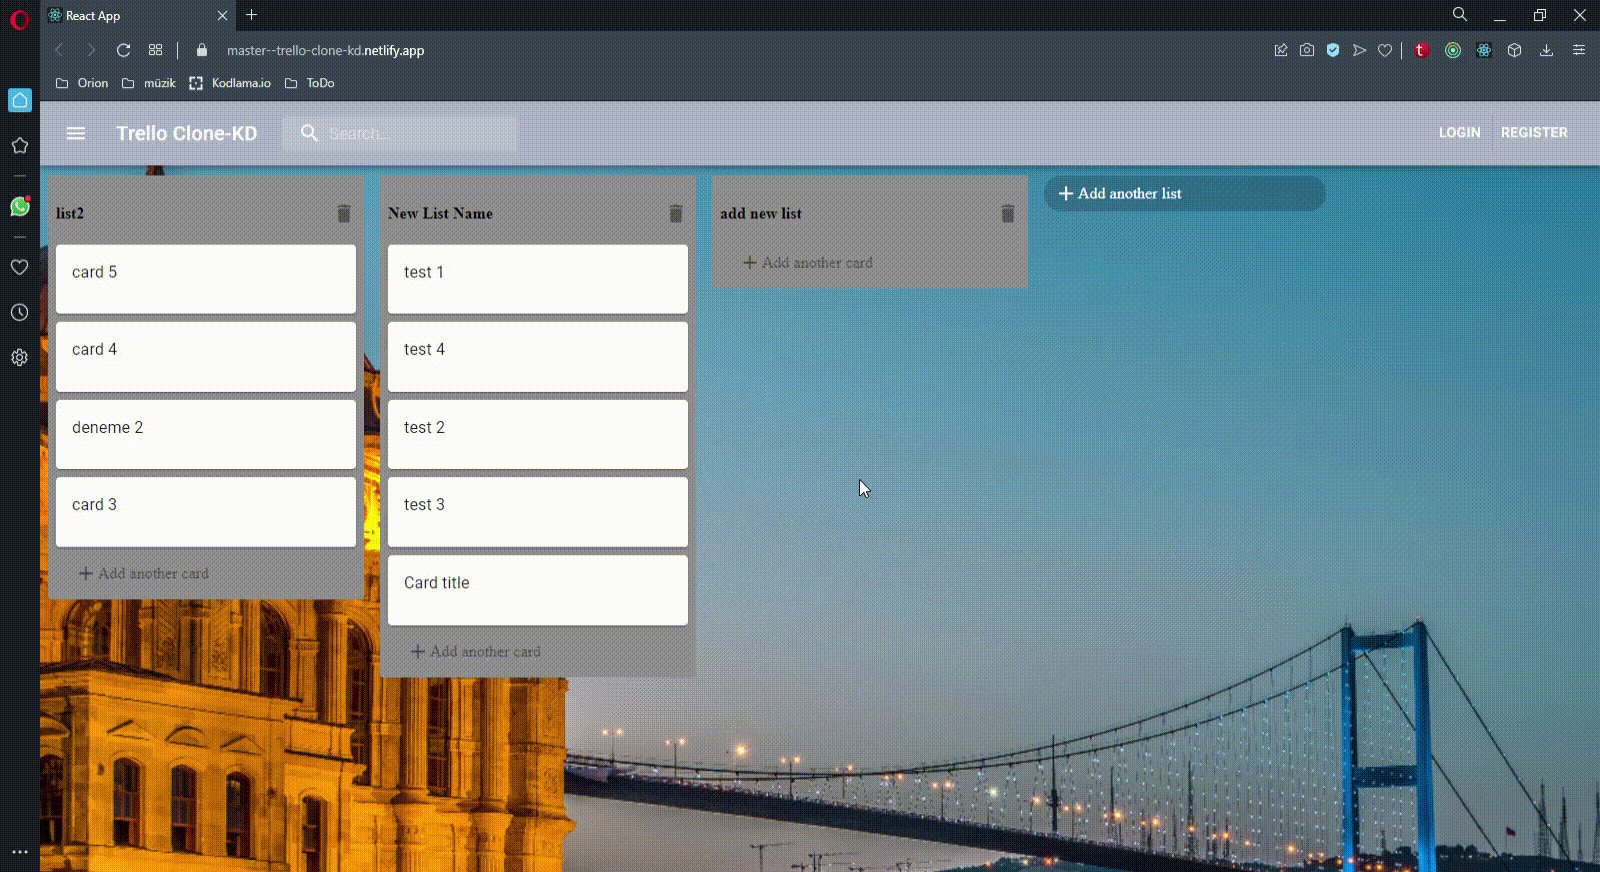 React App
master--trello-clone-kd.netlify.app
Orion
müzik
Kodlama.io
ToDo
Trello Clone-KD
Search...
LOGIN
REGISTER
list2
card 5
card 4
deneme 2
card 3
Add another card
New List Name
test 1
test 4
test 2
test 3
Card title
Add another card
add new list
Add another card
Add another list